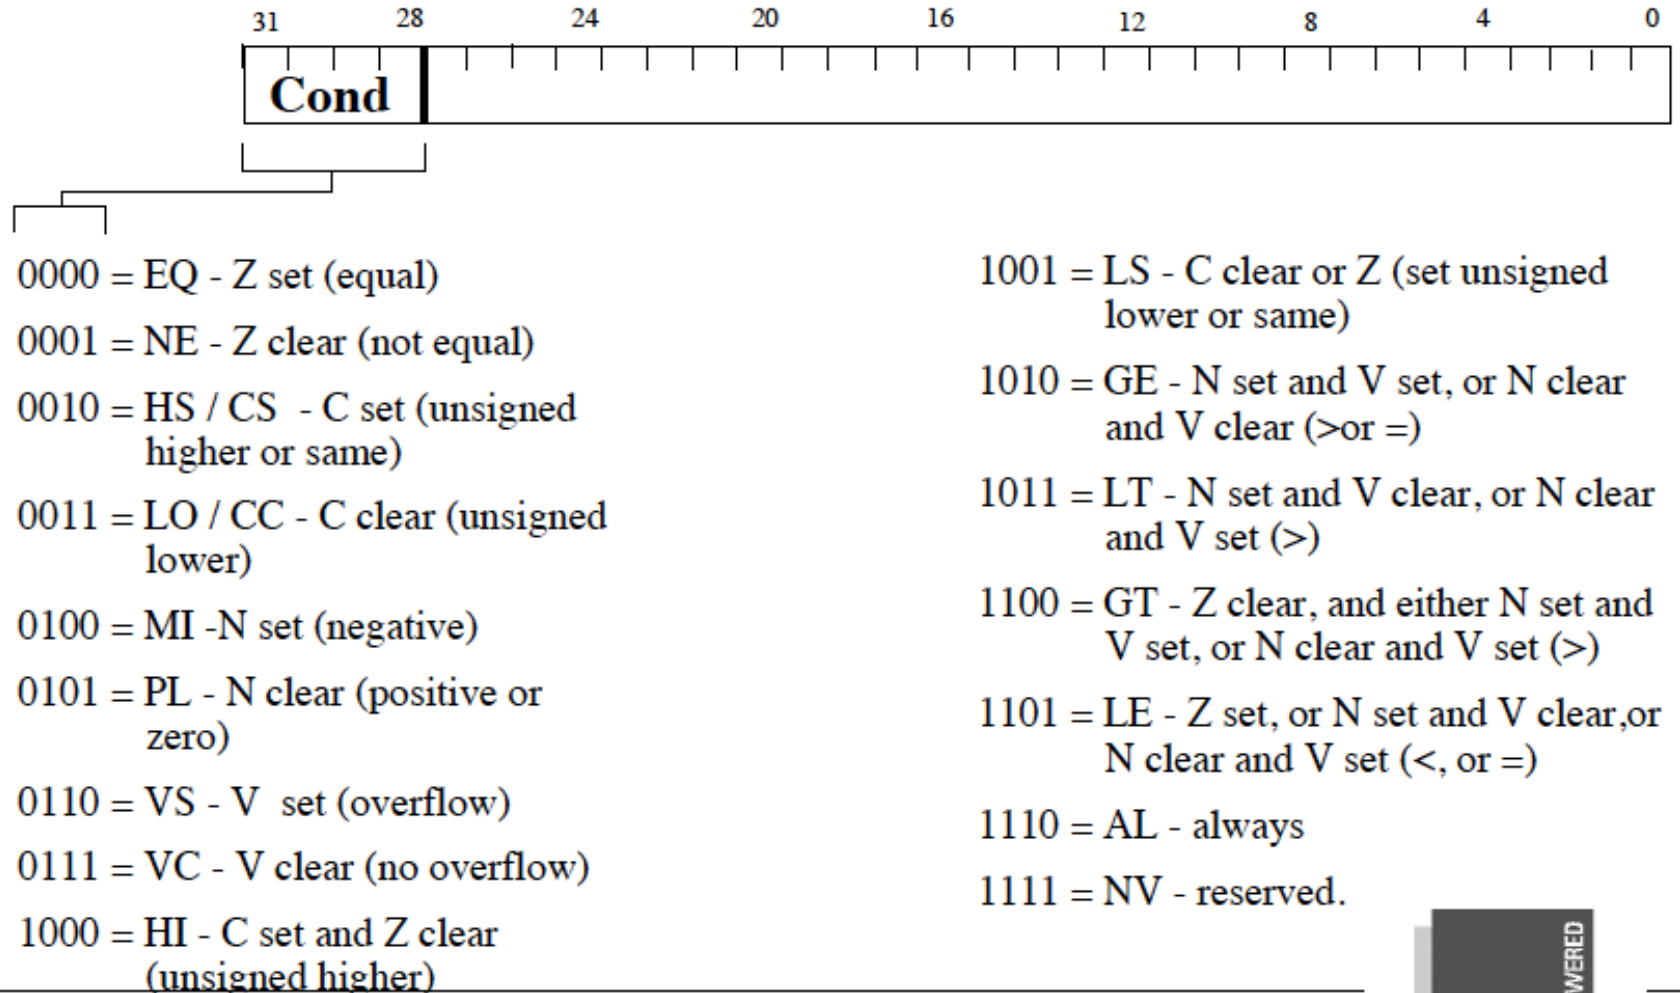 31 28 24 20 16 12 8 4 0
Cond
0000 = EQ - Z set (equal)
0001 = NE - Z clear (not equal)
0010 = HS / CS - C set (unsigned
higher or same)
0011 = LO / CC - C clear (unsigned
lower)
0100 = MI -N set (negative)
0101 = PL - N clear (positive or
zero)
0110 = VS - V set (overflow)
0111 = VC - V clear (no overflow)
1000 = HI - C set and Z clear
(unsigned higher)
1001 = LS - C clear or Z (set unsigned
lower or same)
1010 = GE - N set and V set, or N clear
and V clear (>or =)
1011 = LT - N set and V clear, or N clear
and V set (>)
1100 = GT - Z clear, and either N set and
V set, or N clear and V set (>)
1101 = LE - Z set, or N set and V clear,or
N clear and V set (<, or =)
1110 = AL - always
1111 = NV - reserved.
WERED